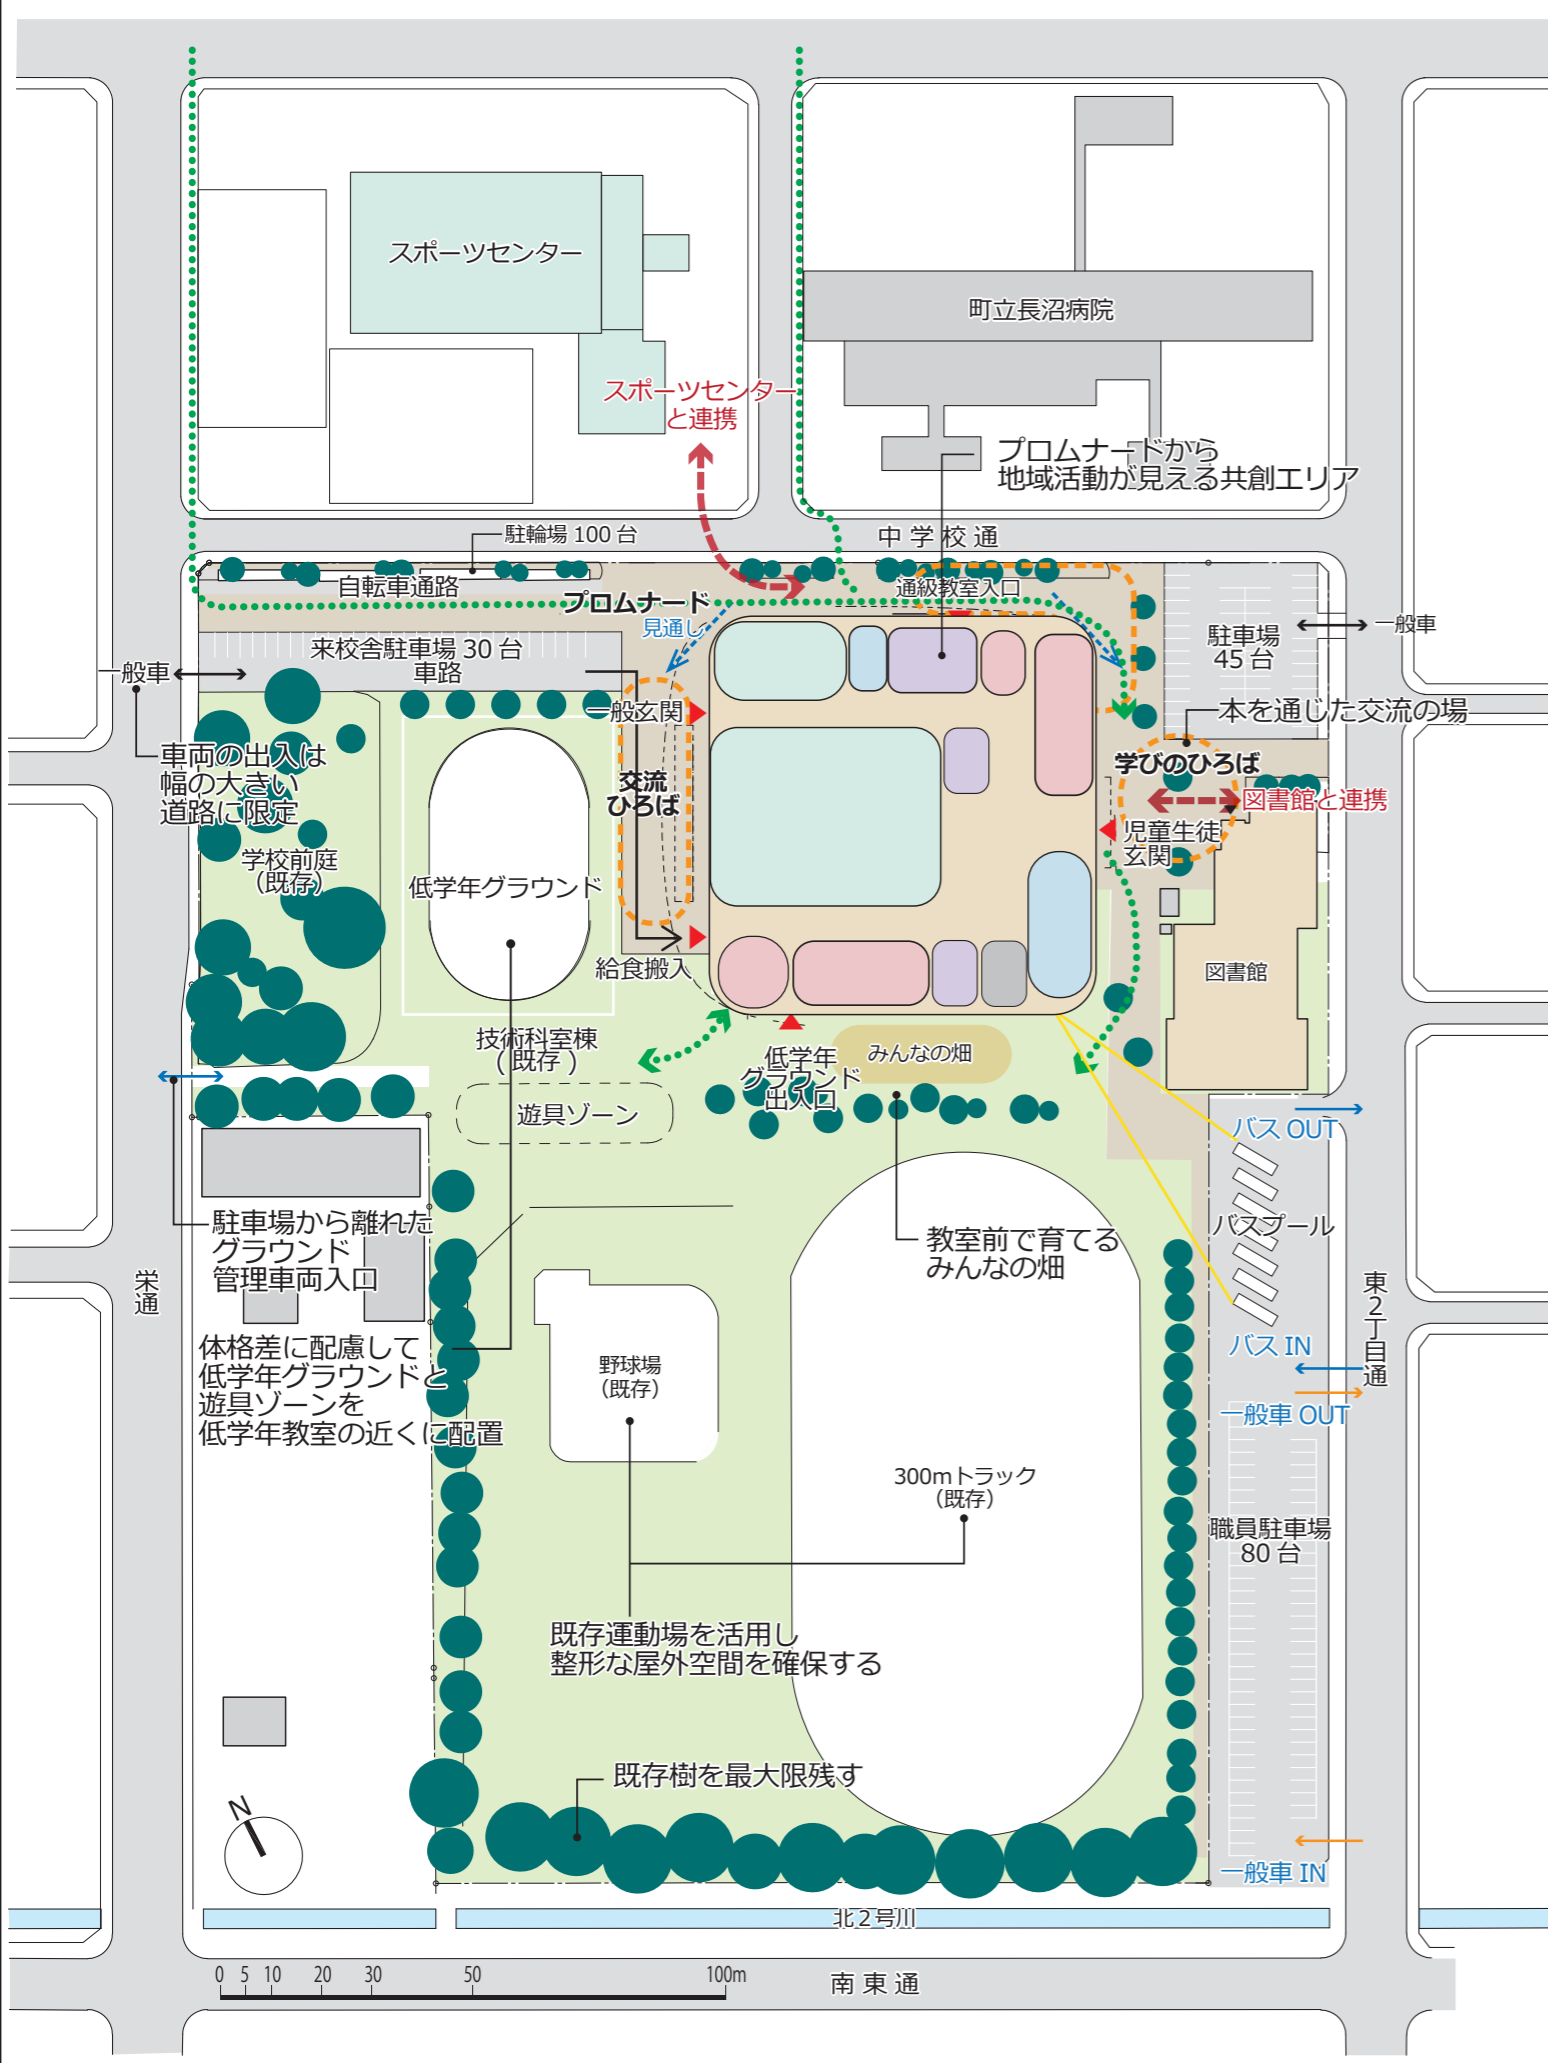 スポーツセンター
町立長沼病院
スポーツセンター
と連携
プロムナードから
地域活動が見える共創エリア
駐輪場 100 台
中学校通
自転車通路
プロムナード
通級教室入口
見通し
来校舎駐車場 30 台
車路
駐車場
45 台
一般車
一般車
一般玄関
本を通じた交流の場
車両の出入は
幅の大きい
道路に限定
交流
ひろば
学びのひろば
図書館と連携
児童生徒
玄関
学校前庭
(既存)
低学年グラウンド
給食搬入
図書館
技術科室棟
( 既存 )
低学年
グラウンド
出入口
みんなの畑
遊具ゾーン
バス OUT
駐車場から離れた
グラウンド
管理車両入口
教室前で育てる
みんなの畑
バスプール
栄通
東2丁目通
バス IN
体格差に配慮して
低学年グラウンドと
遊具ゾーンを
低学年教室の近くに配置
野球場
(既存)
一般車 OUT
300mトラック
(既存)
職員駐車場
80 台
既存運動場を活用し
整形な屋外空間を確保する
既存樹を最大限残す
N
一般車 IN
北2号川
0 5 10 20 30 50 100m
南東通